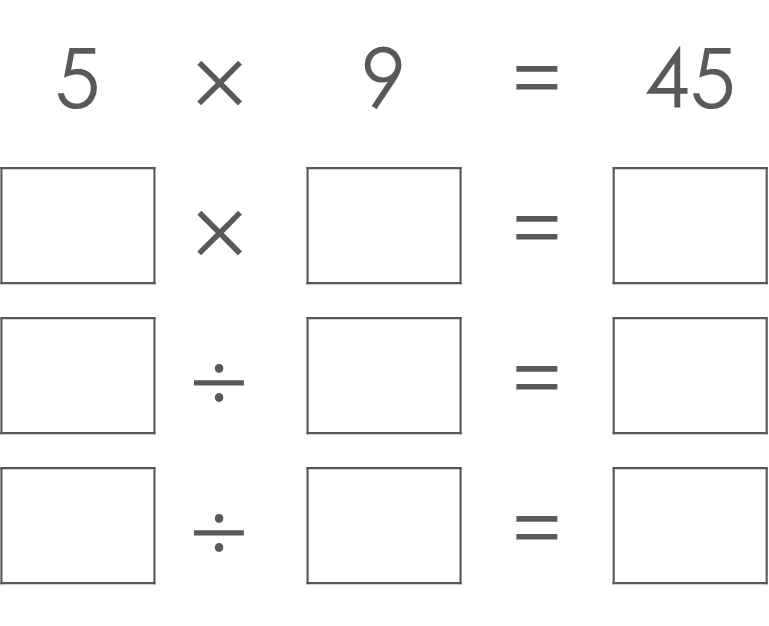 5 × 9 = 45
× =
÷ =
÷ =